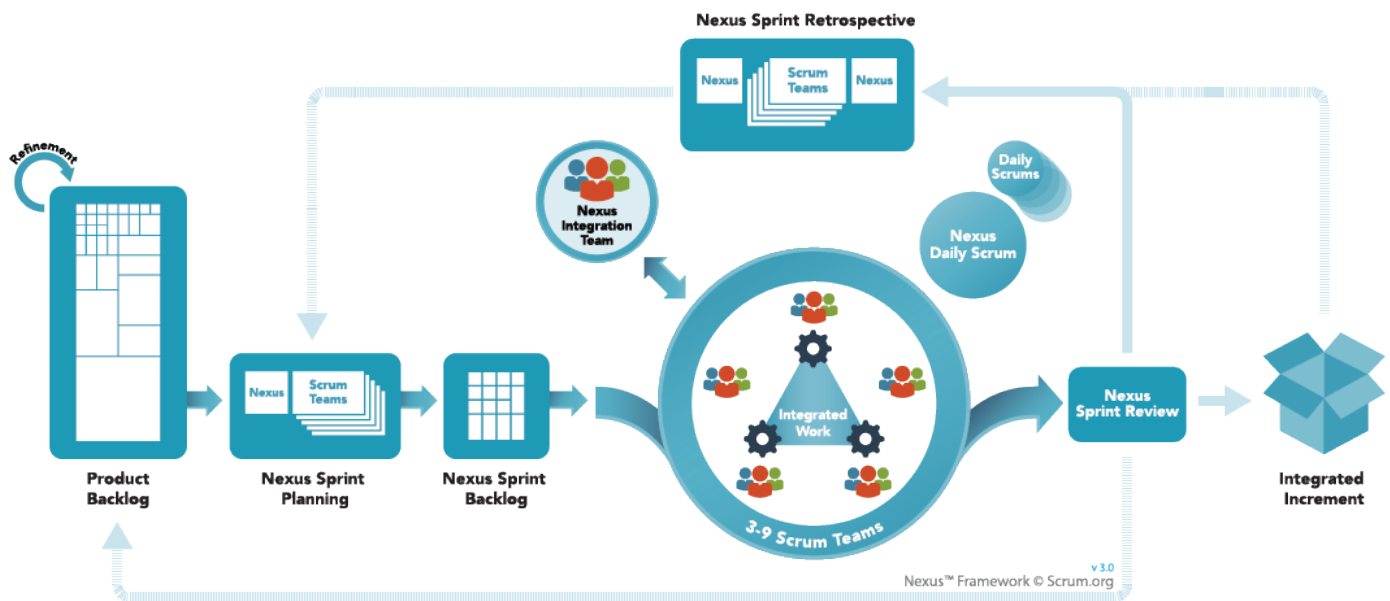 Nexus Sprint Retrospective
Nexus
Scrum
Teams
Nexus
Refinement
Nexus
Integration
Team
Daily
Scrums
Nexus
Daily Scrum
Nexus
Scrum
Teams
Integrated
Work
Nexus
Sprint Review
Product
Backlog
Nexus Sprint
Planning
Nexus Sprint
Backlog
Integrated
Increment
3-9 Scrum Teams
v 3.0
Nexus™ Framework © Scrum.org